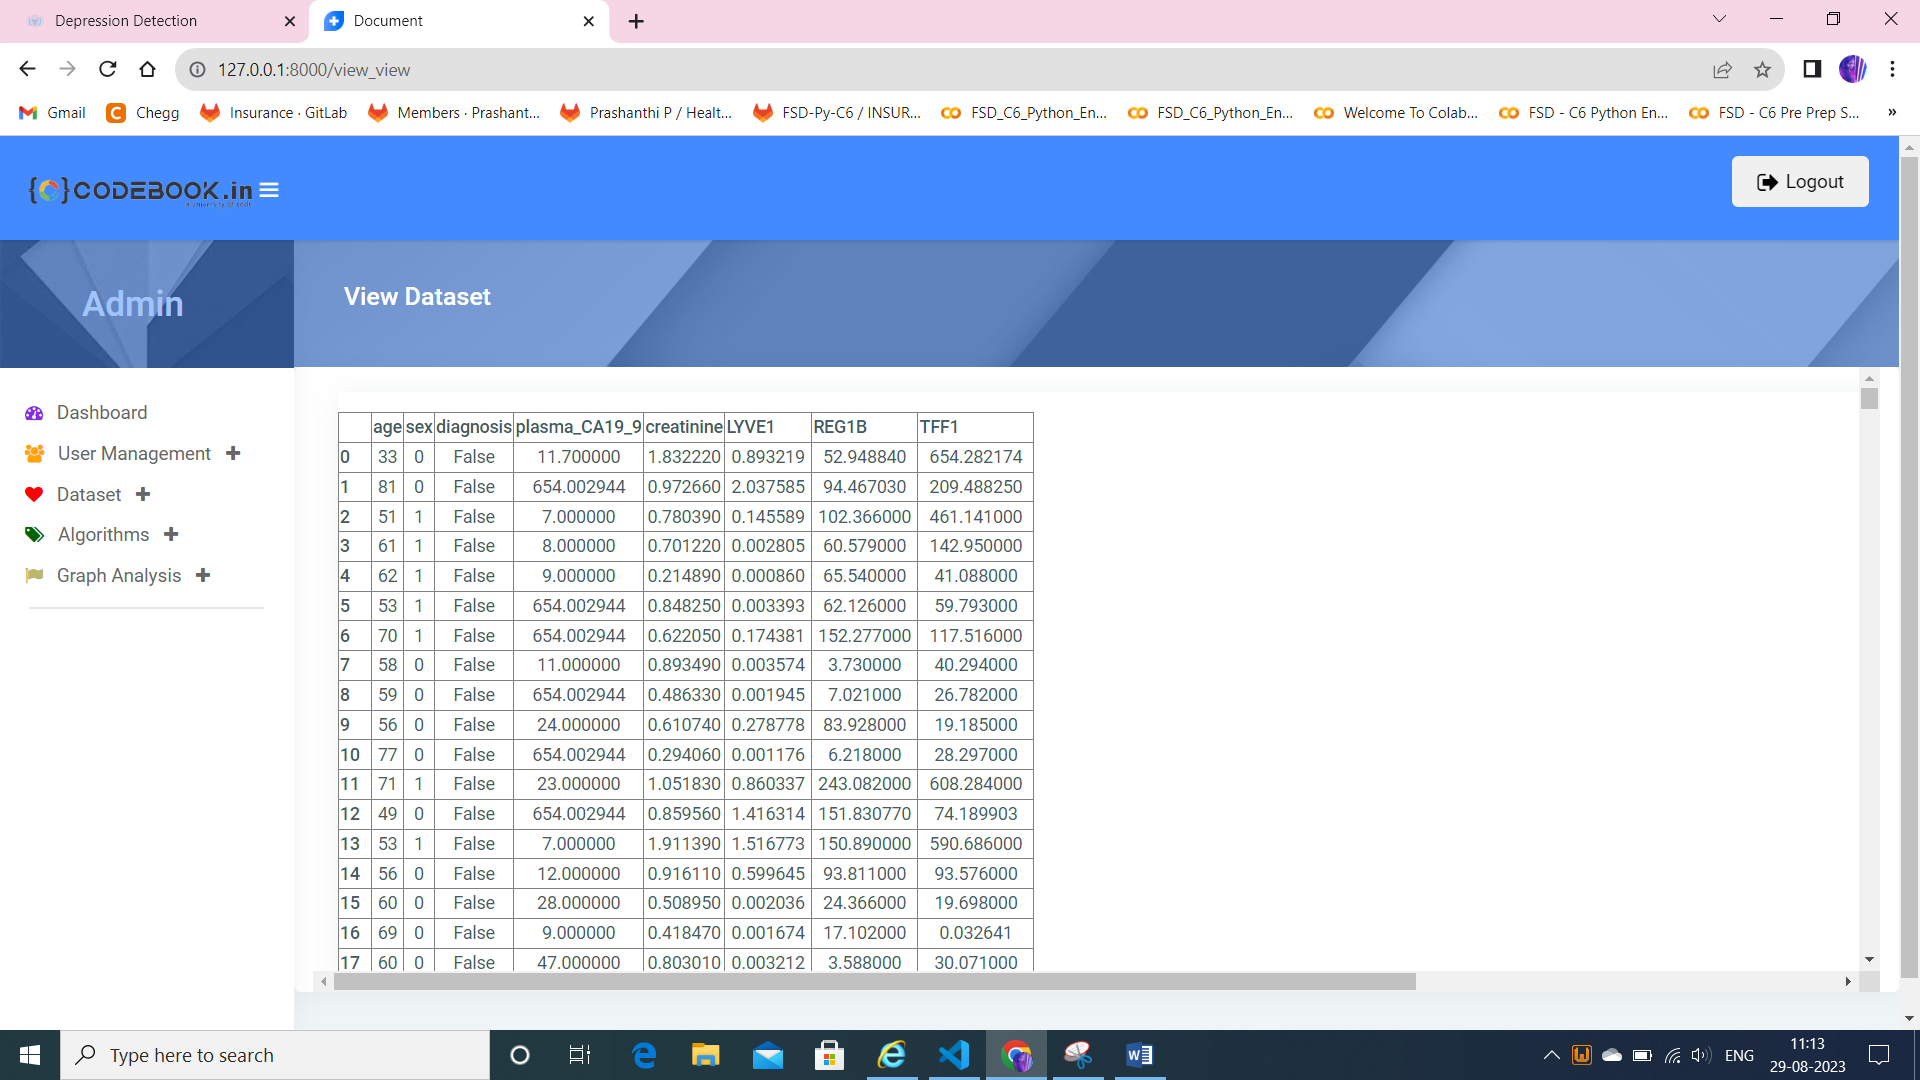 Depression Detection
Document
127.0.0.1:8000/view_view
Gmail
Chegg
Insurance · GitLab
Members · Prashant...
Prashanthi P / Healt...
FSD-Py-C6 / INSUR...
FSD_C6_Python_En...
FSD_C6_Python_En...
Welcome To Colab...
FSD - C6 Python En...
FSD - C6 Pre Prep S...
»
{ }CODEBOOK.in
a university of code
Logout
Admin
View Dataset
Dashboard
User Management
Dataset
Algorithms
Graph Analysis
age sex diagnosis plasma_CA19_9 creatinine LYVE1 REG1B TFF1
0 33 0 False 11.700000 1.832220 0.893219 52.948840 654.282174
1 81 0 False 654.002944 0.972660 2.037585 94.467030 209.488250
2 51 1 False 7.000000 0.780390 0.145589 102.366000 461.141000
3 61 1 False 8.000000 0.701220 0.002805 60.579000 142.950000
4 62 1 False 9.000000 0.214890 0.000860 65.540000 41.088000
5 53 1 False 654.002944 0.848250 0.003393 62.126000 59.793000
6 70 1 False 654.002944 0.622050 0.174381 152.277000 117.516000
7 58 0 False 11.000000 0.893490 0.003574 3.730000 40.294000
8 59 0 False 654.002944 0.486330 0.001945 7.021000 26.782000
9 56 0 False 24.000000 0.610740 0.278778 83.928000 19.185000
10 77 0 False 654.002944 0.294060 0.001176 6.218000 28.297000
11 71 1 False 23.000000 1.051830 0.860337 243.082000 608.284000
12 49 0 False 654.002944 0.859560 1.416314 151.830770 74.189903
13 53 1 False 7.000000 1.911390 1.516773 150.890000 590.686000
14 56 0 False 12.000000 0.916110 0.599645 93.811000 93.576000
15 60 0 False 28.000000 0.508950 0.002036 24.366000 19.698000
16 69 0 False 9.000000 0.418470 0.001674 17.102000 0.032641
17 60 0 False 47.000000 0.803010 0.003212 3.588000 30.071000
Type here to search
ENG
11:13
29-08-2023